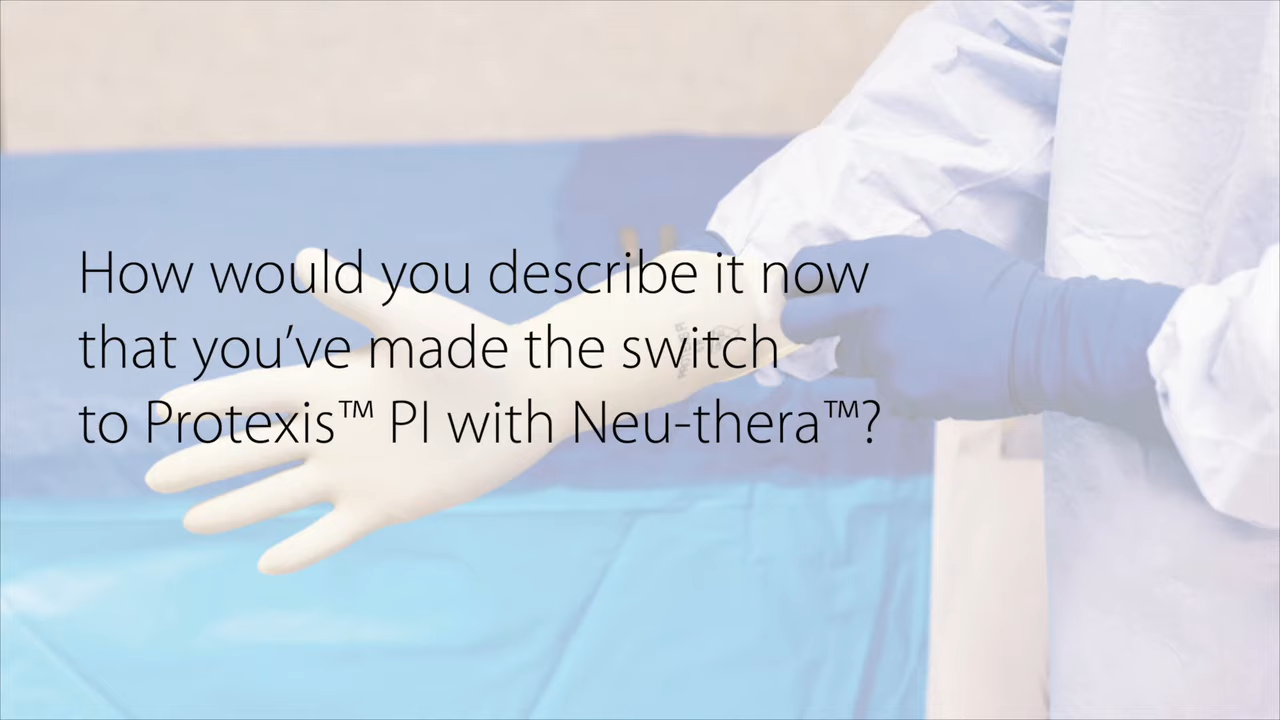 How would you describe it now
that you’ve made the switch
to Protexis™ PI with Neu-thera™?